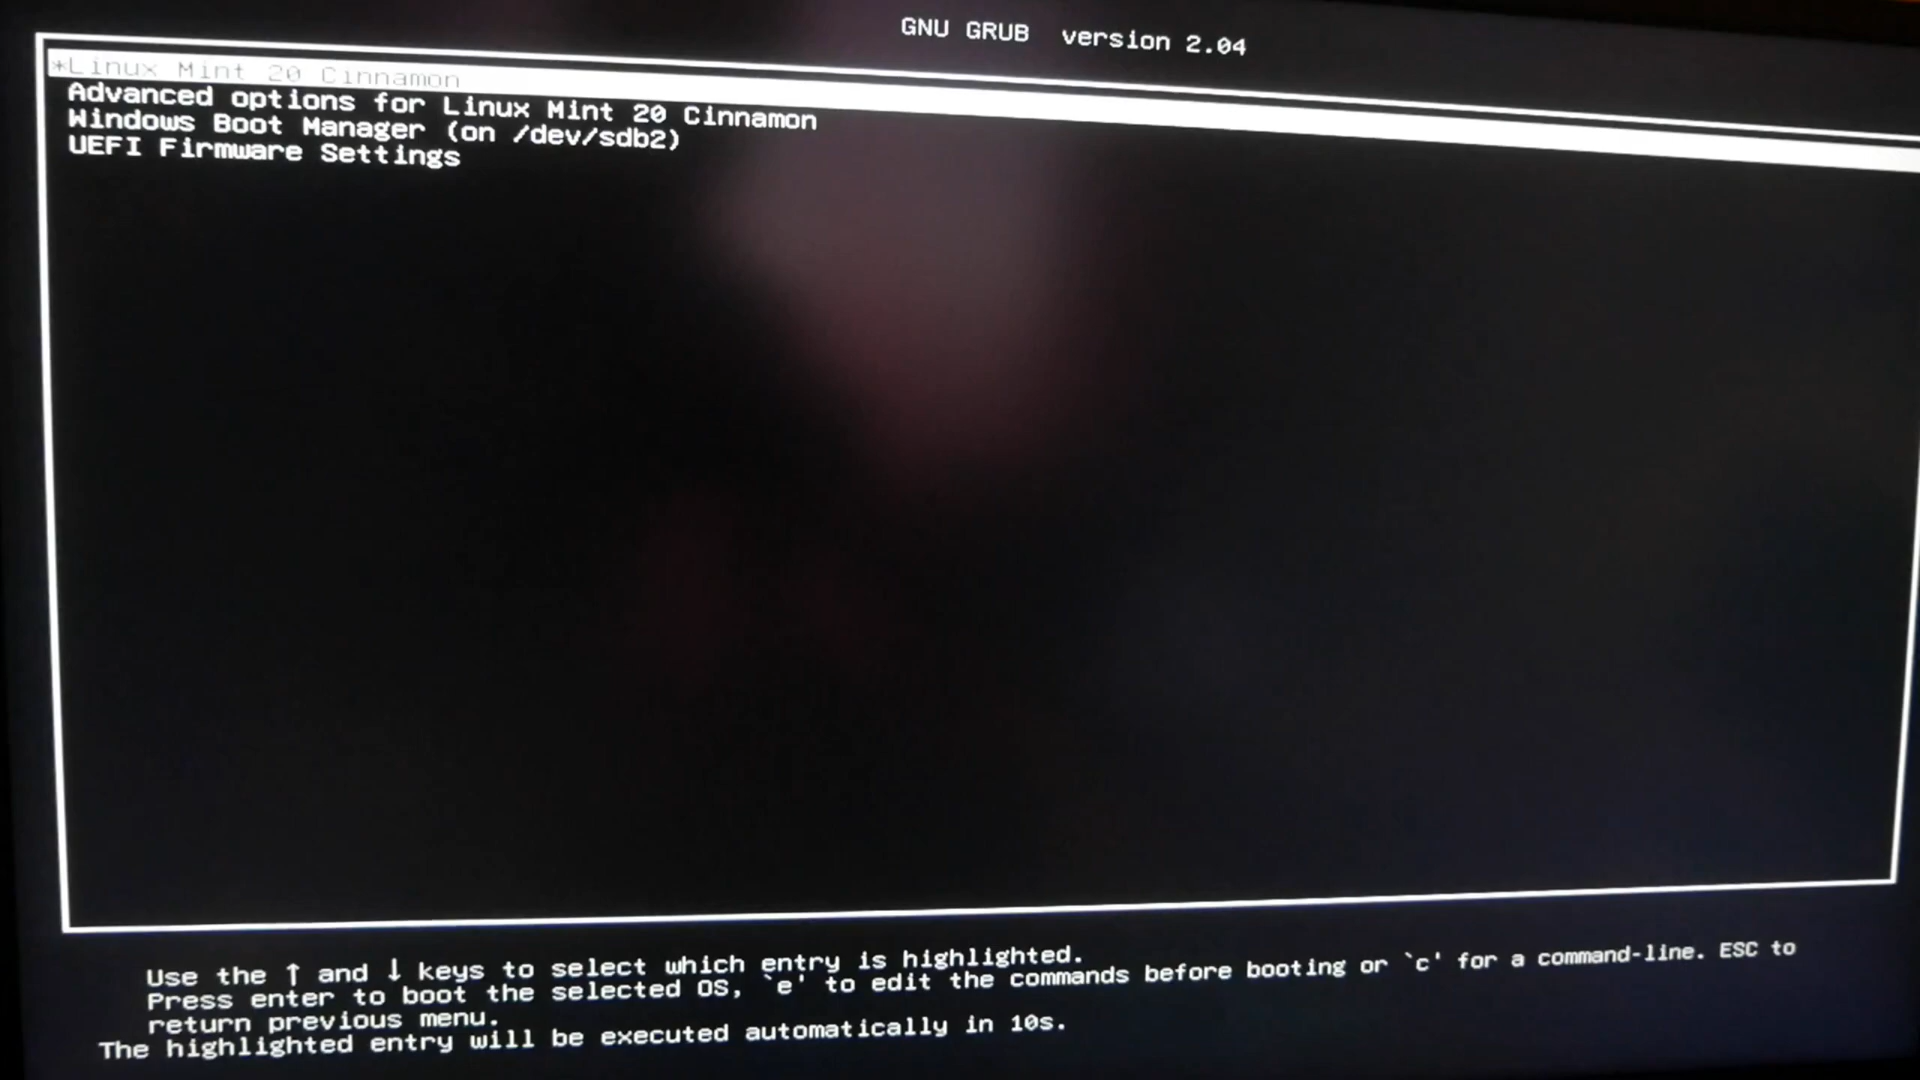 GNU GRUB version 2.04
*Linux Mint 20 Cinnamon
Advanced options for Linux Mint 20 Cinnamon
Windows Boot Manager (on /dev/sdb2)
UEFI Firmware Settings
Use the ↑ and ↓ keys to select which entry is highlighted.
Press enter to boot the selected OS, `e' to edit the commands before booting or `c' for a command-line. ESC to
return previous menu.
The highlighted entry will be executed automatically in 10s.